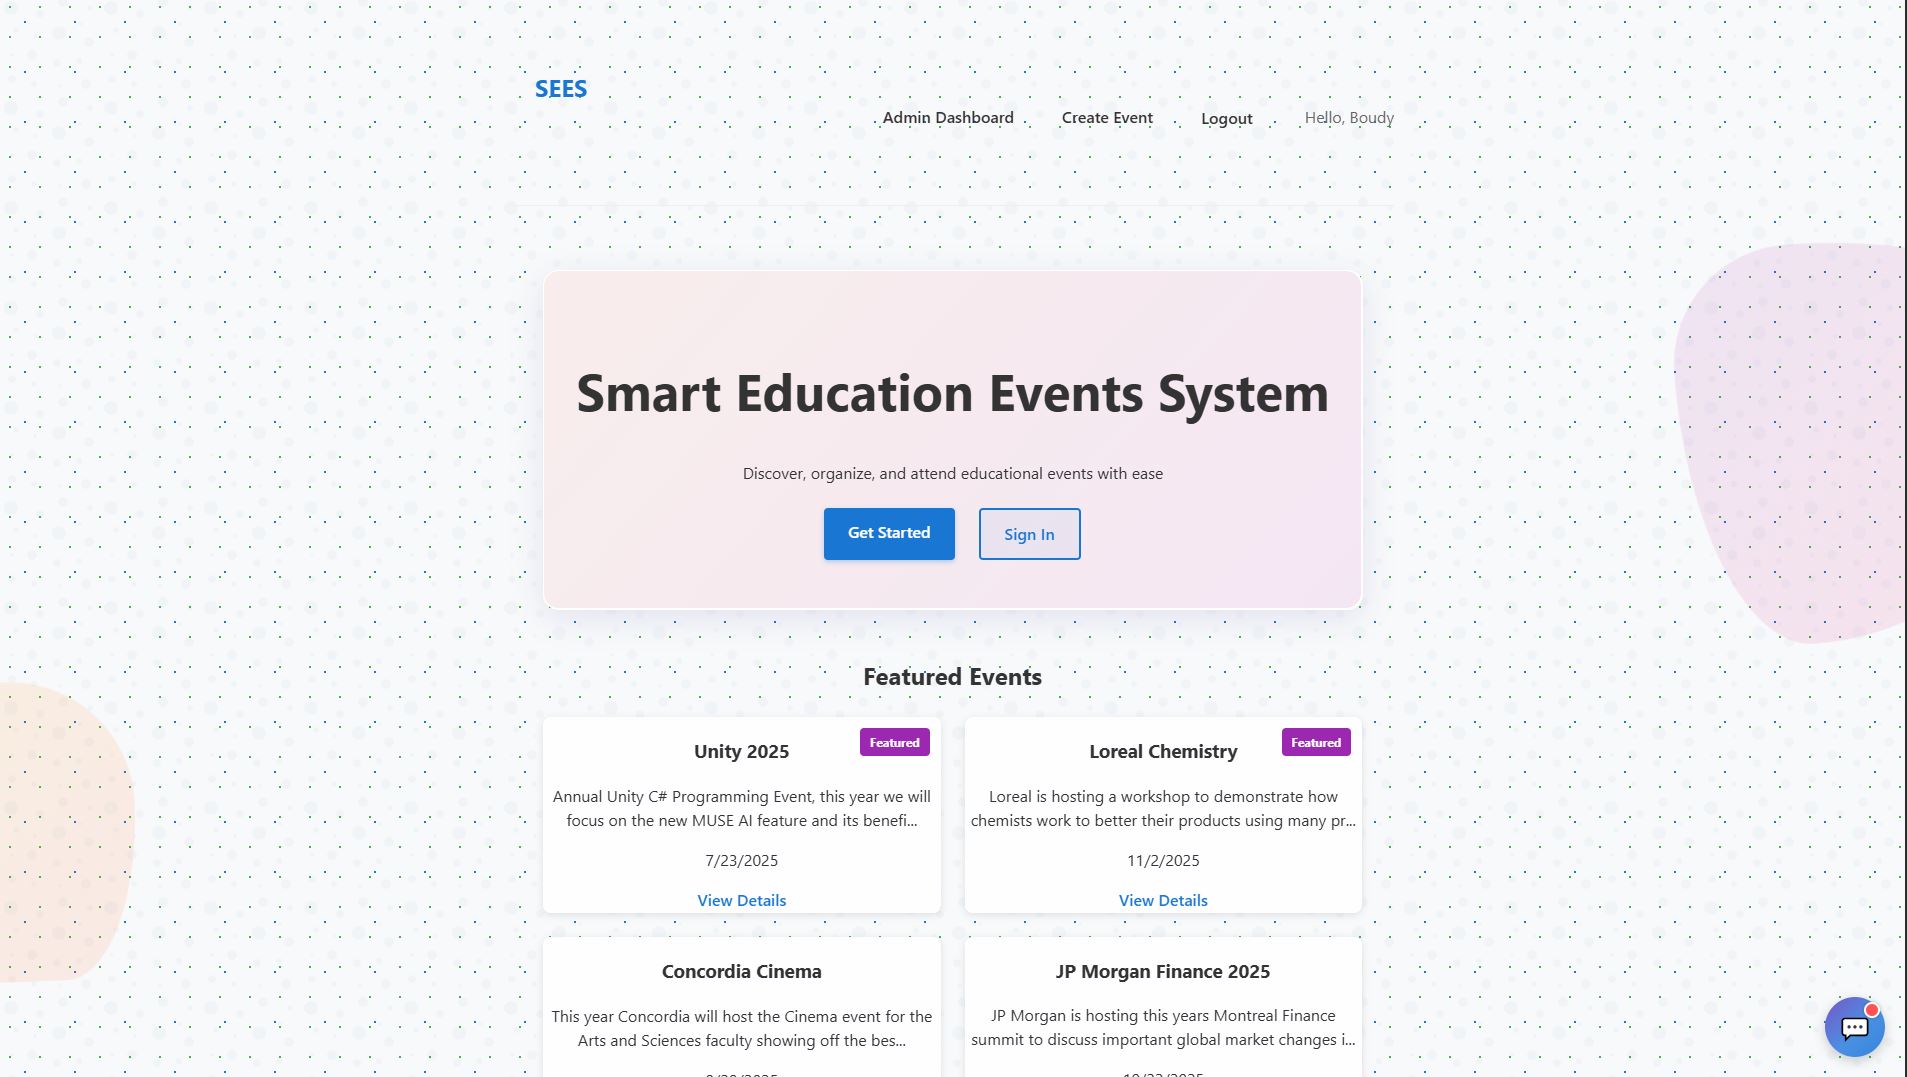 SEES
Admin Dashboard
Create Event
Logout
Hello, Boudy
Smart Education Events System
Discover, organize, and attend educational events with ease
Get Started
Sign In
Featured Events
Unity 2025
Featured
Annual Unity C# Programming Event, this year we will
focus on the new MUSE AI feature and its benefi...
7/23/2025
View Details
Loreal Chemistry
Featured
Loreal is hosting a workshop to demonstrate how
chemists work to better their products using many pr...
11/2/2025
View Details
Concordia Cinema
This year Concordia will host the Cinema event for the
Arts and Sciences faculty showing off the bes...
JP Morgan Finance 2025
JP Morgan is hosting this years Montreal Finance
summit to discuss important global market changes i...